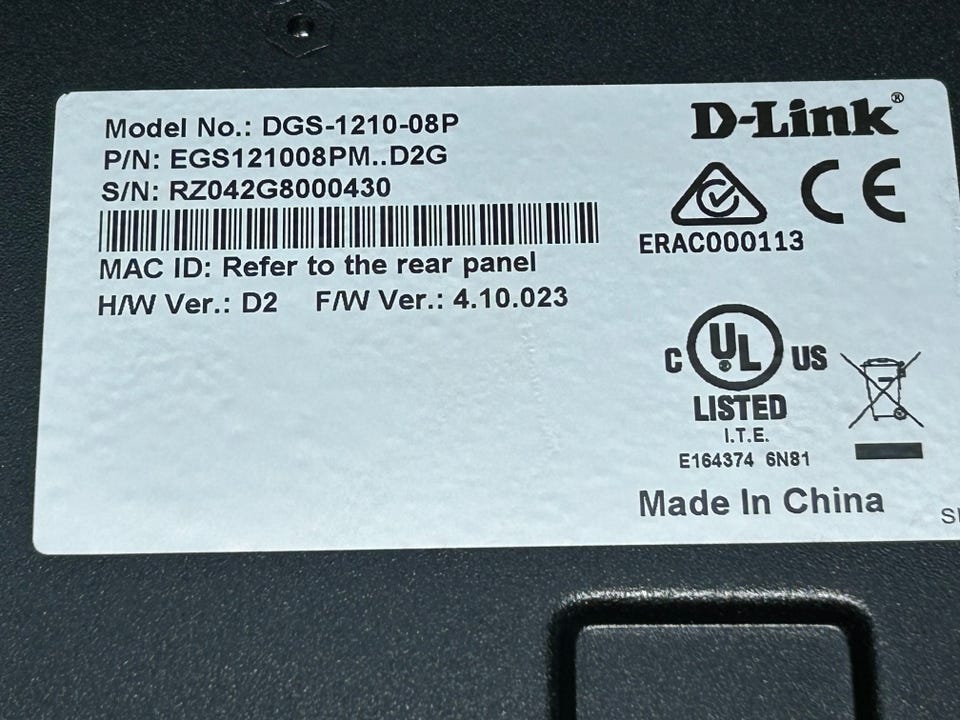 Model No.: DGS-1210-08P
P/N: EGS121008PM..D2G
S/N: RZ042G8000430
MAC ID: Refer to the rear panel
H/W Ver.: D2 F/W Ver.: 4.10.023
D-Link®
CE
ERAC000113
C UL® US
LISTED
I.T.E.
E164374 6N81
Made In China